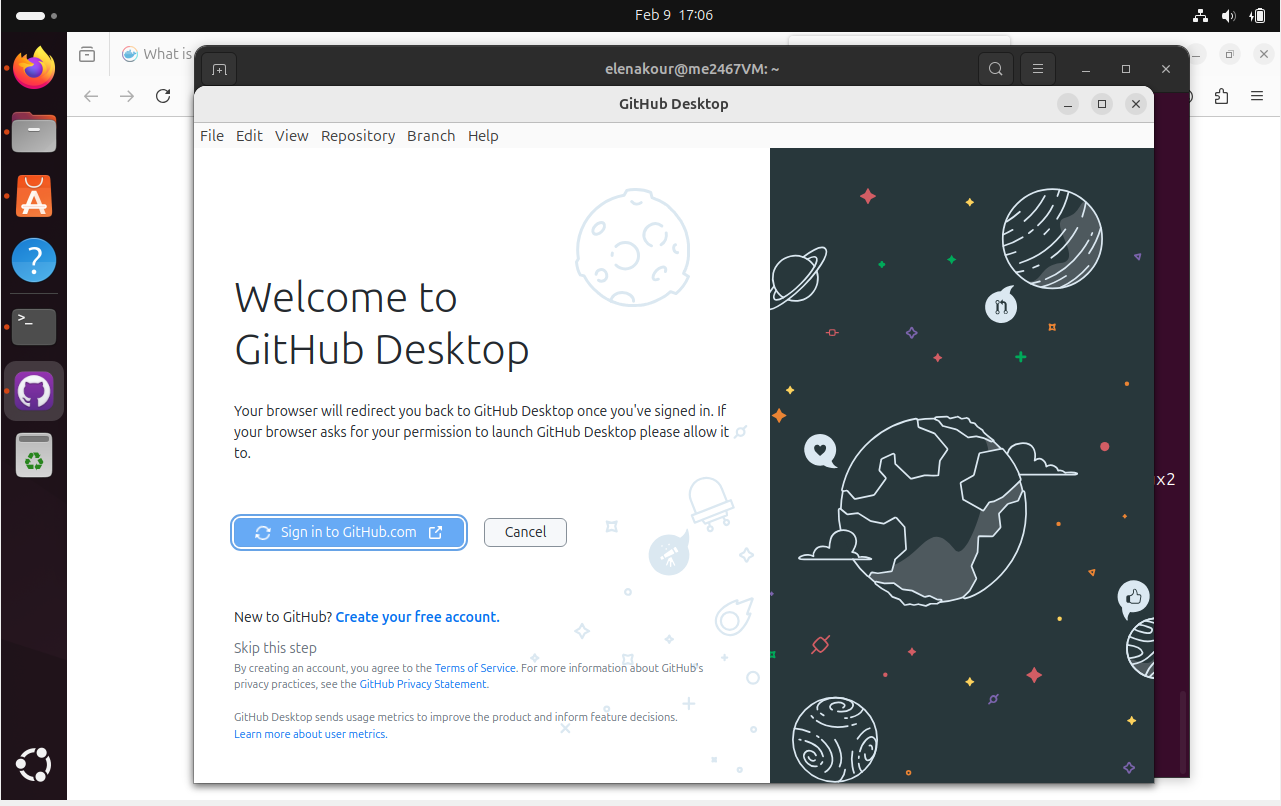 Feb 9 17:06
What is
elenakour@me2467VM: ~
GitHub Desktop
File Edit View Repository Branch Help
Welcome to
GitHub Desktop
Your browser will redirect you back to GitHub Desktop once you've signed in. If
your browser asks for your permission to launch GitHub Desktop please allow it
to.
ux2
Sign in to GitHub.com
Cancel
New to GitHub? Create your free account.
Skip this step
By creating an account, you agree to the Terms of Service. For more information about GitHub's
privacy practices, see the GitHub Privacy Statement.
GitHub Desktop sends usage metrics to improve the product and inform feature decisions.
Learn more about user metrics.